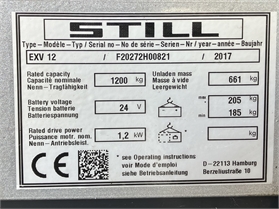 STILL
Type – Modèle – Typ / Serial no – No de série – Serien – Nr / year – année – Baujahr
EXV 12 / F20272H00821 / 2017
Rated capacity
Capacité nominale
Nenn – Tragfähigkeit
1200 kg
Unladen mass
Masse à vide
Leergewicht
661 kg
Battery voltage
Tension batterie
Batteriespannung
24 V
205 kg
185 kg
Rated drive power
Puissance motr. nom.
Nenn – Antriebsleist.
1,2 kW
see Operating instructions
voir Mode d'emploi
siehe Betriebsanleitung
D – 22113 Hamburg
Berzeliusstraße 10